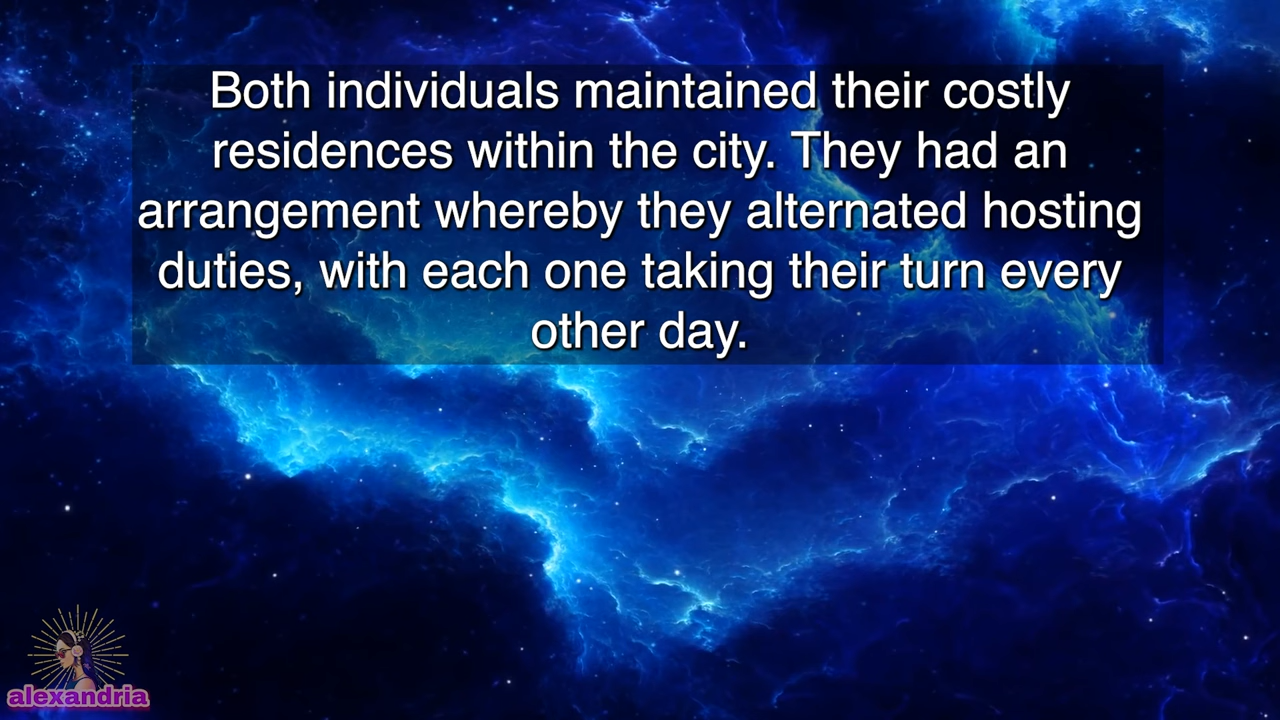 Both individuals maintained their costly
residences within the city. They had an
arrangement whereby they alternated hosting
duties, with each one taking their turn every
other day.
alexandria